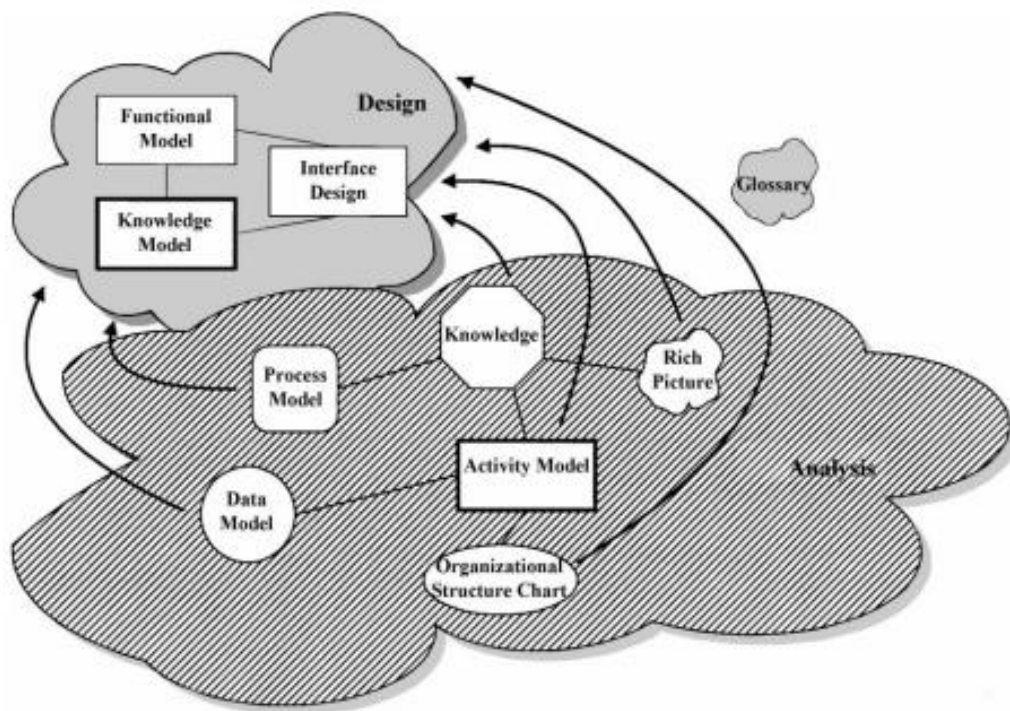 Design
Functional
Model
Interface
Design
Knowledge
Model
Glossary
Knowledge
Rich
Picture
Process
Model
Activity Model
Analysis
Data
Model
Organizational
Structure Chart